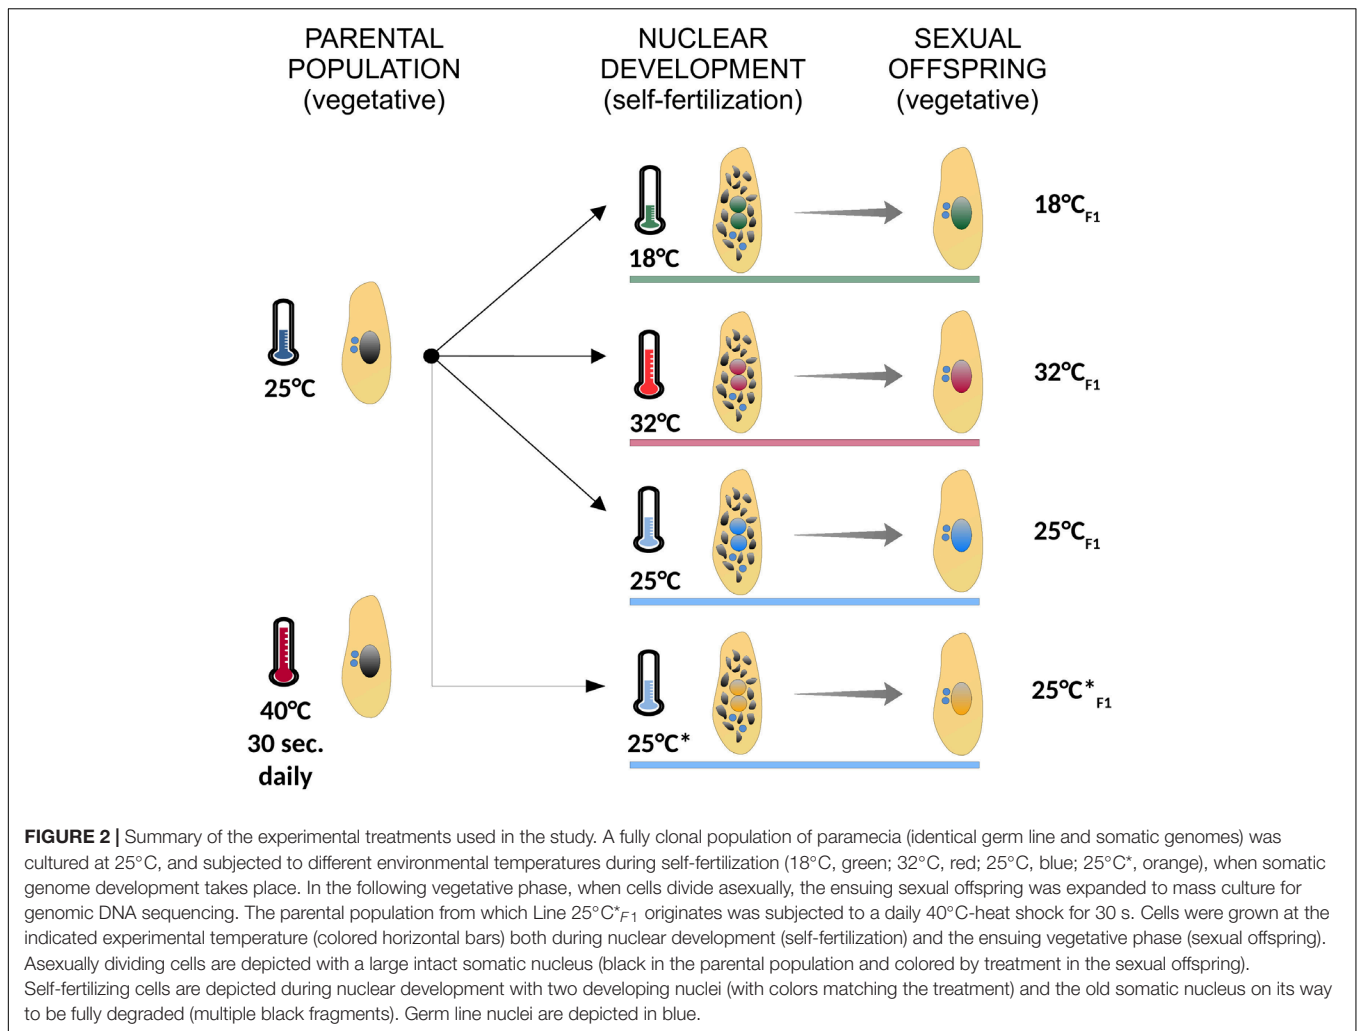 PARENTAL
POPULATION
(vegetative)
NUCLEAR
DEVELOPMENT
(self-fertilization)
SEXUAL
OFFSPRING
(vegetative)
25°C
40°C
30 sec.
daily
18°C
18°C F1
32°C
32°C F1
25°C
25°C F1
25°C*
25°C* F1
FIGURE 2 | Summary of the experimental treatments used in the study. A fully clonal population of paramecia (identical germ line and somatic genomes) was
cultured at 25°C, and subjected to different environmental temperatures during self-fertilization (18°C, green; 32°C, red; 25°C, blue; 25°C*, orange), when somatic
genome development takes place. In the following vegetative phase, when cells divide asexually, the ensuing sexual offspring was expanded to mass culture for
genomic DNA sequencing. The parental population from which Line 25°C*F1 originates was subjected to a daily 40°C-heat shock for 30 s. Cells were grown at the
indicated experimental temperature (colored horizontal bars) both during nuclear development (self-fertilization) and the ensuing vegetative phase (sexual offspring).
Asexually dividing cells are depicted with a large intact somatic nucleus (black in the parental population and colored by treatment in the sexual offspring).
Self-fertilizing cells are depicted during nuclear development with two developing nuclei (with colors matching the treatment) and the old somatic nucleus on its way
to be fully degraded (multiple black fragments). Germ line nuclei are depicted in blue.